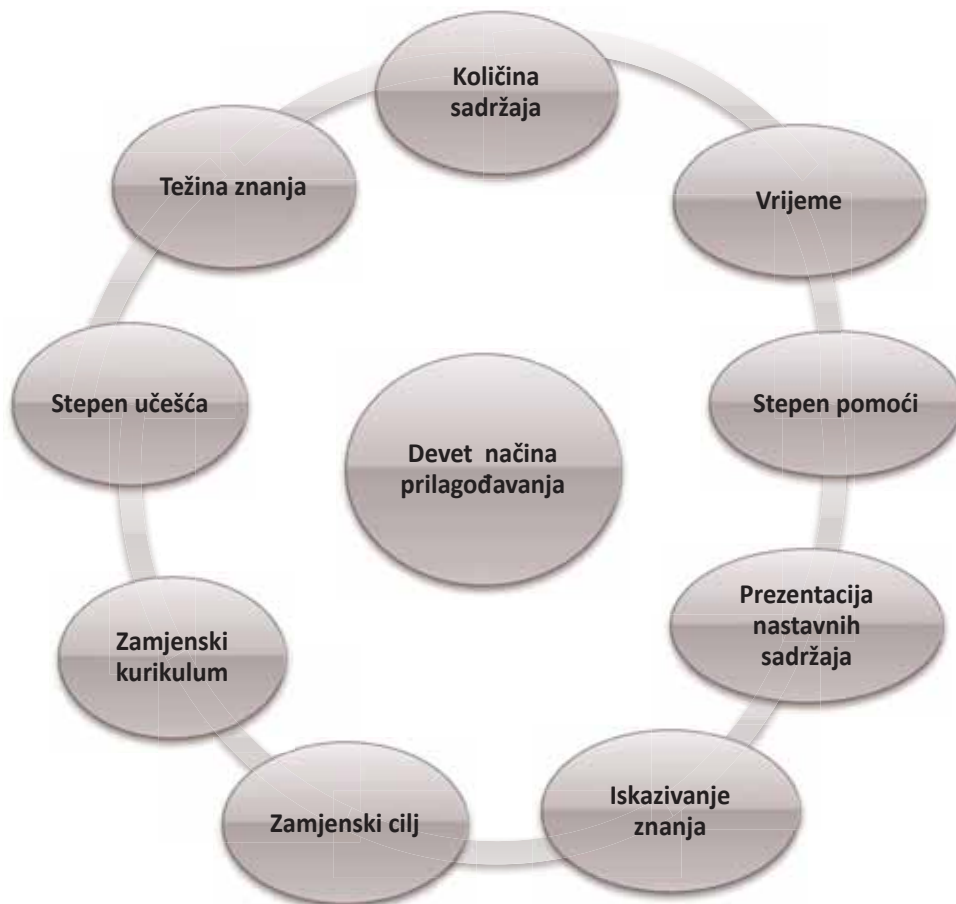 Količina
sadržaja
Težina znanja
Vrijeme
Stepen učešća
Stepen pomoći
Devet načina
prilagođavanja
Prezentacija
nastavnih
sadržaja
Zamjenski
kurikulum
Iskazivanje
znanja
Zamjenski cilj